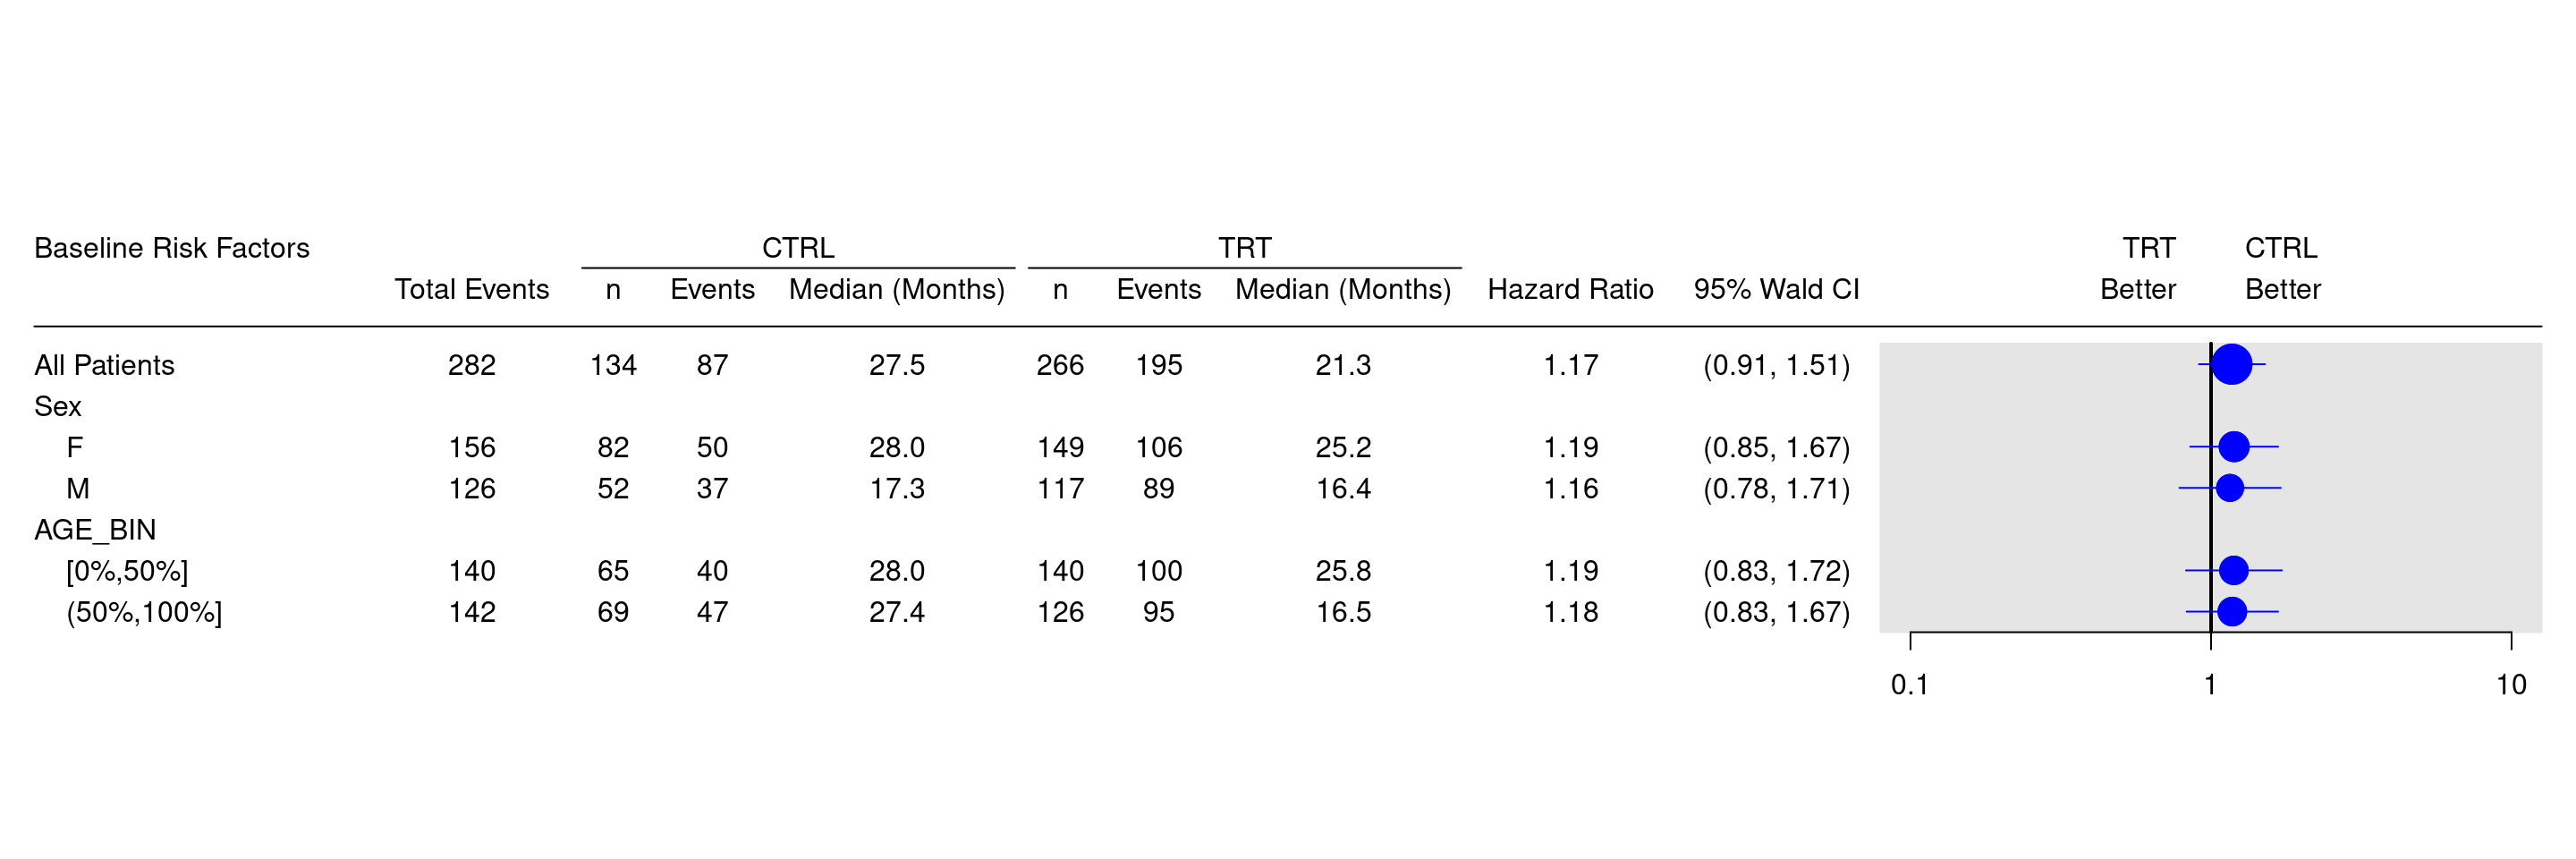 Baseline Risk Factors CTRL TRT TRT CTRL
Total Events n Events Median (Months) n Events Median (Months) Hazard Ratio 95% Wald CI Better Better
All Patients 282 134 87 27.5 266 195 21.3 1.17 (0.91, 1.51)
Sex
F 156 82 50 28.0 149 106 25.2 1.19 (0.85, 1.67)
M 126 52 37 17.3 117 89 16.4 1.16 (0.78, 1.71)
AGE_BIN
[0%,50%] 140 65 40 28.0 140 100 25.8 1.19 (0.83, 1.72)
(50%,100%] 142 69 47 27.4 126 95 16.5 1.18 (0.83, 1.67)
0.1 1 10